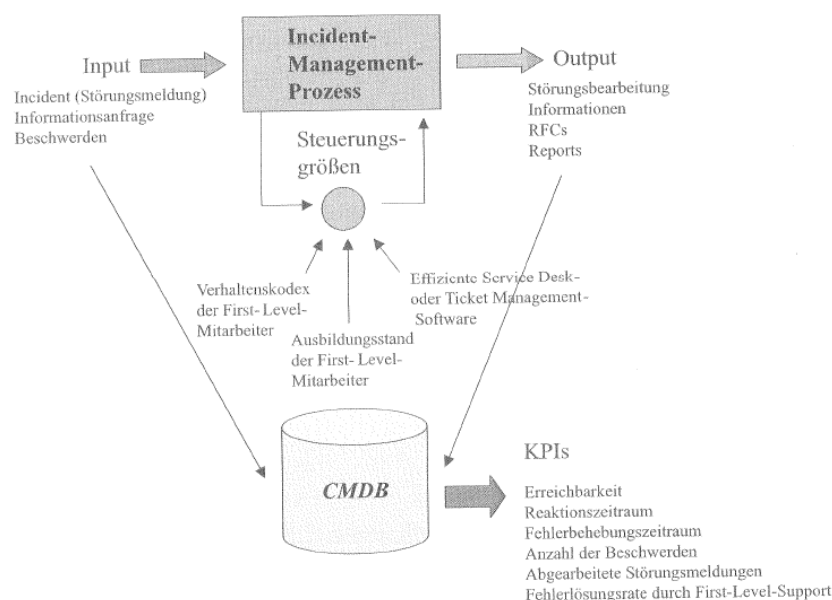 Input
Incident (Störungsmeldung)
Informationsanfrage
Beschwerden
Incident-
Management-
Prozess
Output
Störungsbearbeitung
Informationen
RFCs
Reports
Steuerungs-
größen
Verhaltenskodex
der First- Level-
Mitarbeiter
Ausbildungsstand
der First- Level-
Mitarbeiter
Effiziente Service Desk-
oder Ticket Management-
Software
CMDB
KPIs
Erreichbarkeit
Reaktionszeitraum
Fehlerbehebungszeitraum
Anzahl der Beschwerden
Abgearbeitete Störungsmeldungen
Fehlerlösungsrate durch First-Level-Support